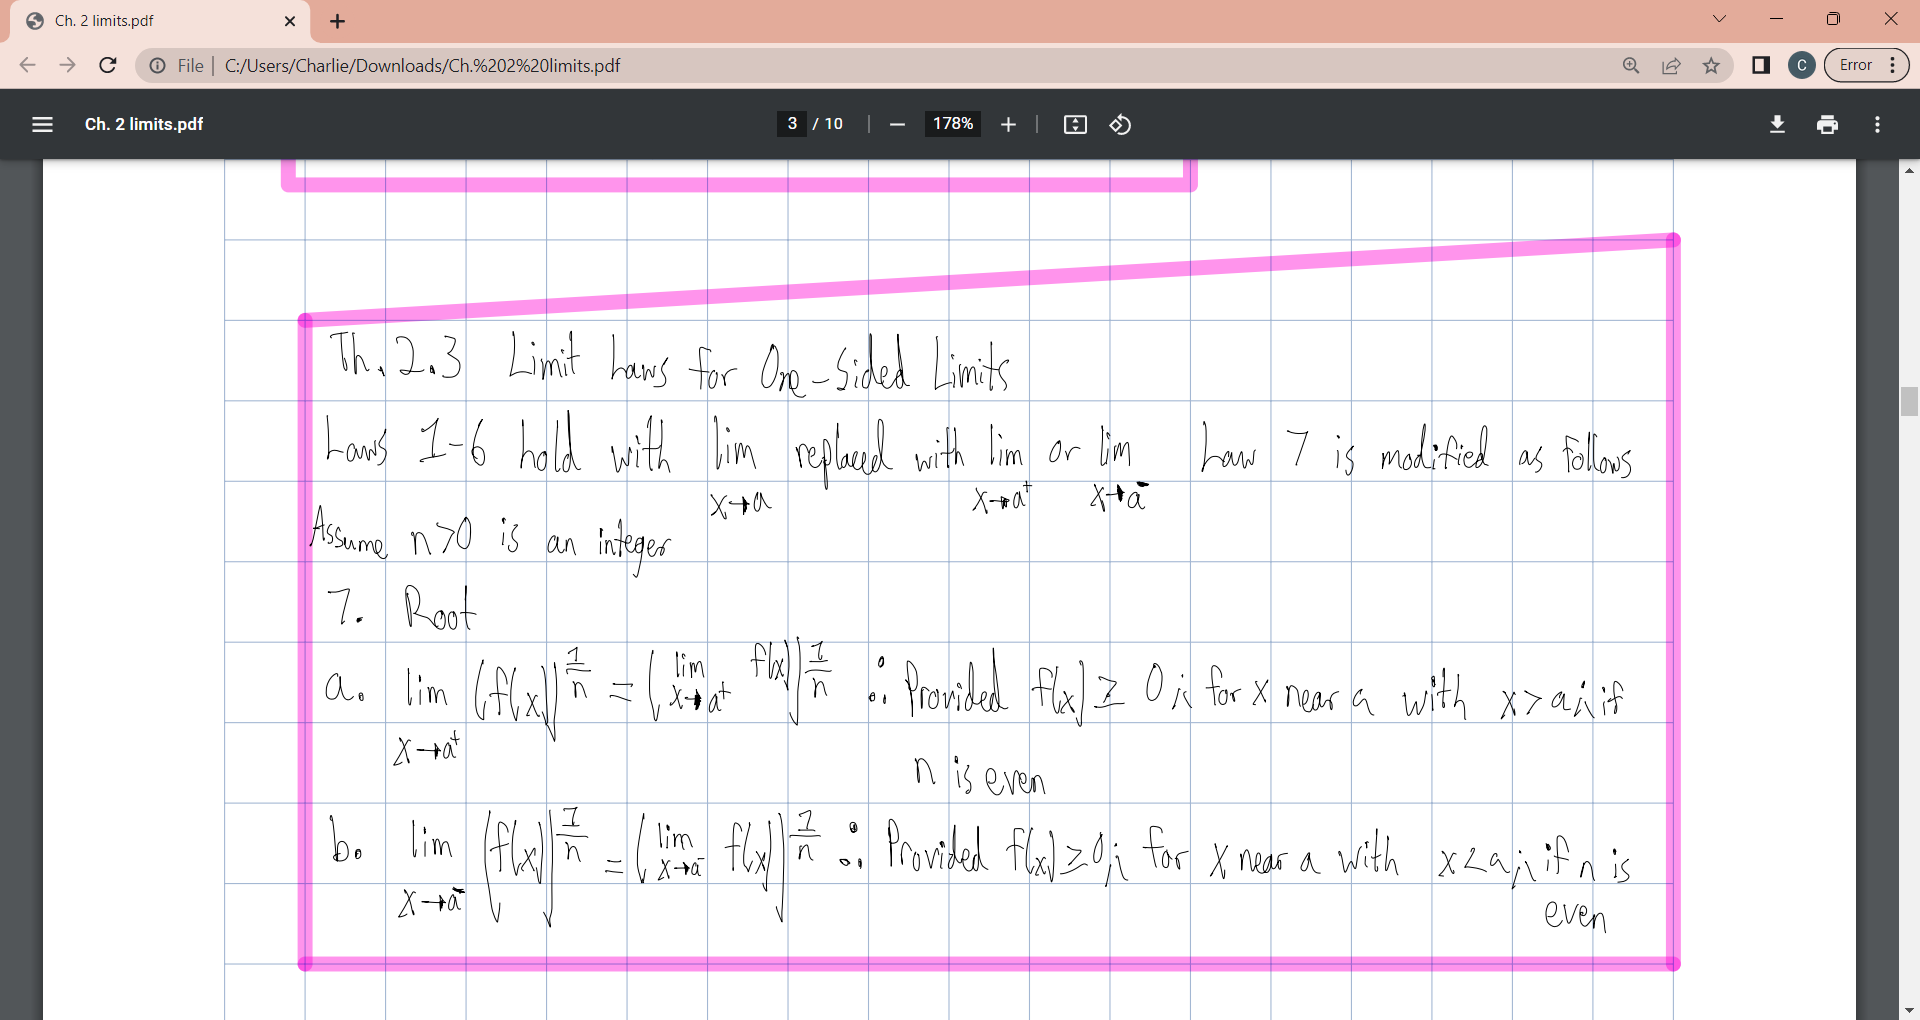 Ch. 2 limits.pdf
File | C:/Users/Charlie/Downloads/Ch.%202%20limits.pdf
C
Error
Ch. 2 limits.pdf
3 / 10
178%
Th. 2.3 Limit Laws for One-Sided Limits
Laws 1-6 hold with lim replaced with lim or lim Law 7 is modified as follows
x→a x→a⁺ x→a⁻
Assume n>0 is an integer
7. Root
a. lim (f(x))^(1/n) = (lim x→a⁺ f(x))^(1/n) ∴ Provided f(x) ≥ 0; for x near a with x > a; if
x→a⁺
n is even
b. lim (f(x))^(1/n) = (lim x→a⁻ f(x))^(1/n) ∴ Provided f(x) ≥ 0; for x near a with x < a; if n is
x→a⁻
even